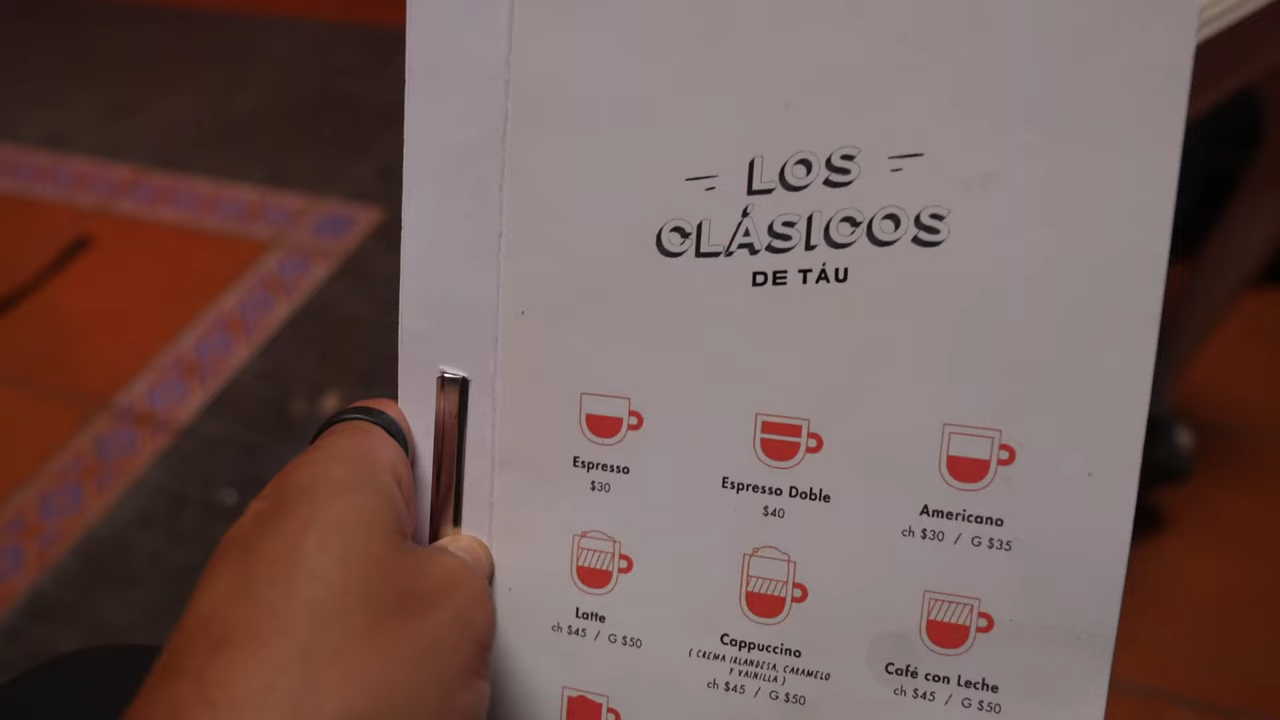 LOS
CLÁSICOS
DE TÁU
Espresso
$30
Espresso Doble
$40
Americano
ch $30 / G $35
Latte
ch $45 / G $50
Cappuccino
( CREMA IRLANDESA, CARAMELO
Y VAINILLA )
ch $45 / G $50
Café con Leche
ch $45 / G $50